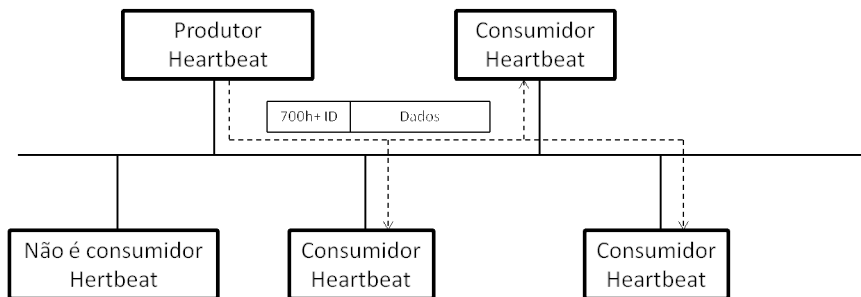 Produtor
Heartbeat
Consumidor
Heartbeat
700h+ ID
Dados
Não é consumidor
Hertbeat
Consumidor
Heartbeat
Consumidor
Heartbeat